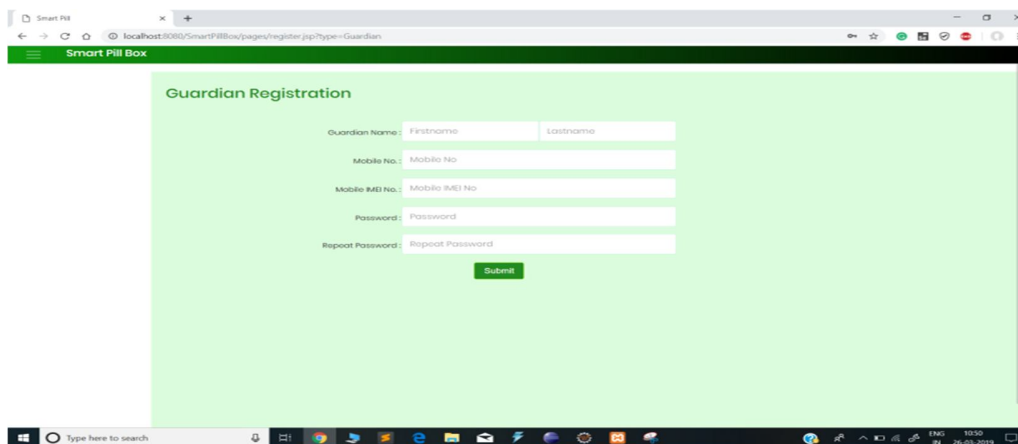 Smart Pill
localhost:8080/SmartPillBox/pages/register.jsp?type=Guardian
Smart Pill Box
Guardian Registration
Guardian Name : Firstname Lastname
Mobile No. : Mobile No
Mobile IMEI No. : Mobile IMEI No
Password : Password
Repeat Password : Repeat Password
Submit
Type here to search
ENG 10:50
IN 26-03-2019